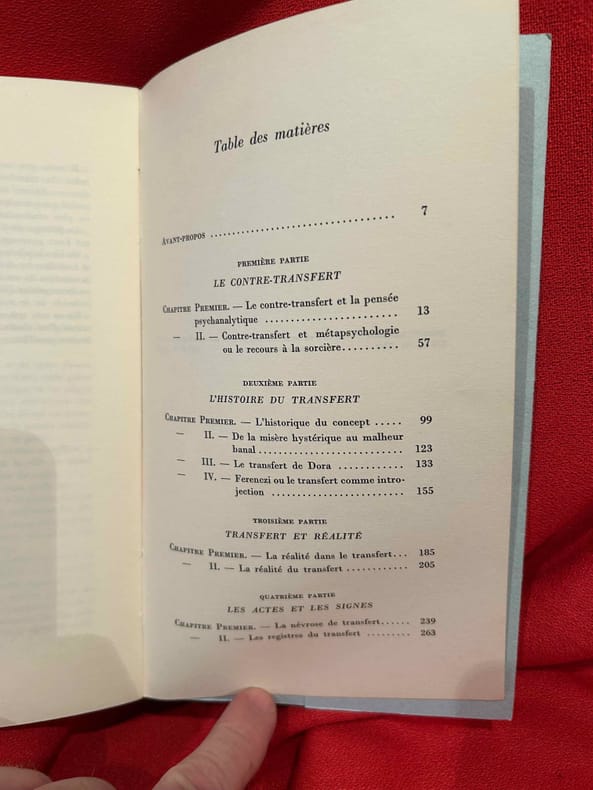 Table des matières
AVANT-PROPOS .................................. 7
PREMIÈRE PARTIE
LE CONTRE-TRANSFERT
CHAPITRE PREMIER. — Le contre-transfert et la pensée
psychanalytique ........................ 13
— II. — Contre-transfert et métapsychologie
ou le recours à la sorcière.......... 57
DEUXIÈME PARTIE
L'HISTOIRE DU TRANSFERT
CHAPITRE PREMIER. — L'historique du concept ..... 99
— II. — De la misère hystérique au malheur
banal .......................... 123
— III. — Le transfert de Dora ............ 133
— IV. — Ferenczi ou le transfert comme intro-
jection ........................ 155
TROISIÈME PARTIE
TRANSFERT ET RÉALITÉ
CHAPITRE PREMIER. — La réalité dans le transfert... 185
— II. — La réalité du transfert ............ 205
QUATRIÈME PARTIE
LES ACTES ET LES SIGNES
CHAPITRE PREMIER. — La névrose de transfert...... 239
— II. — Les registres du transfert ......... 263